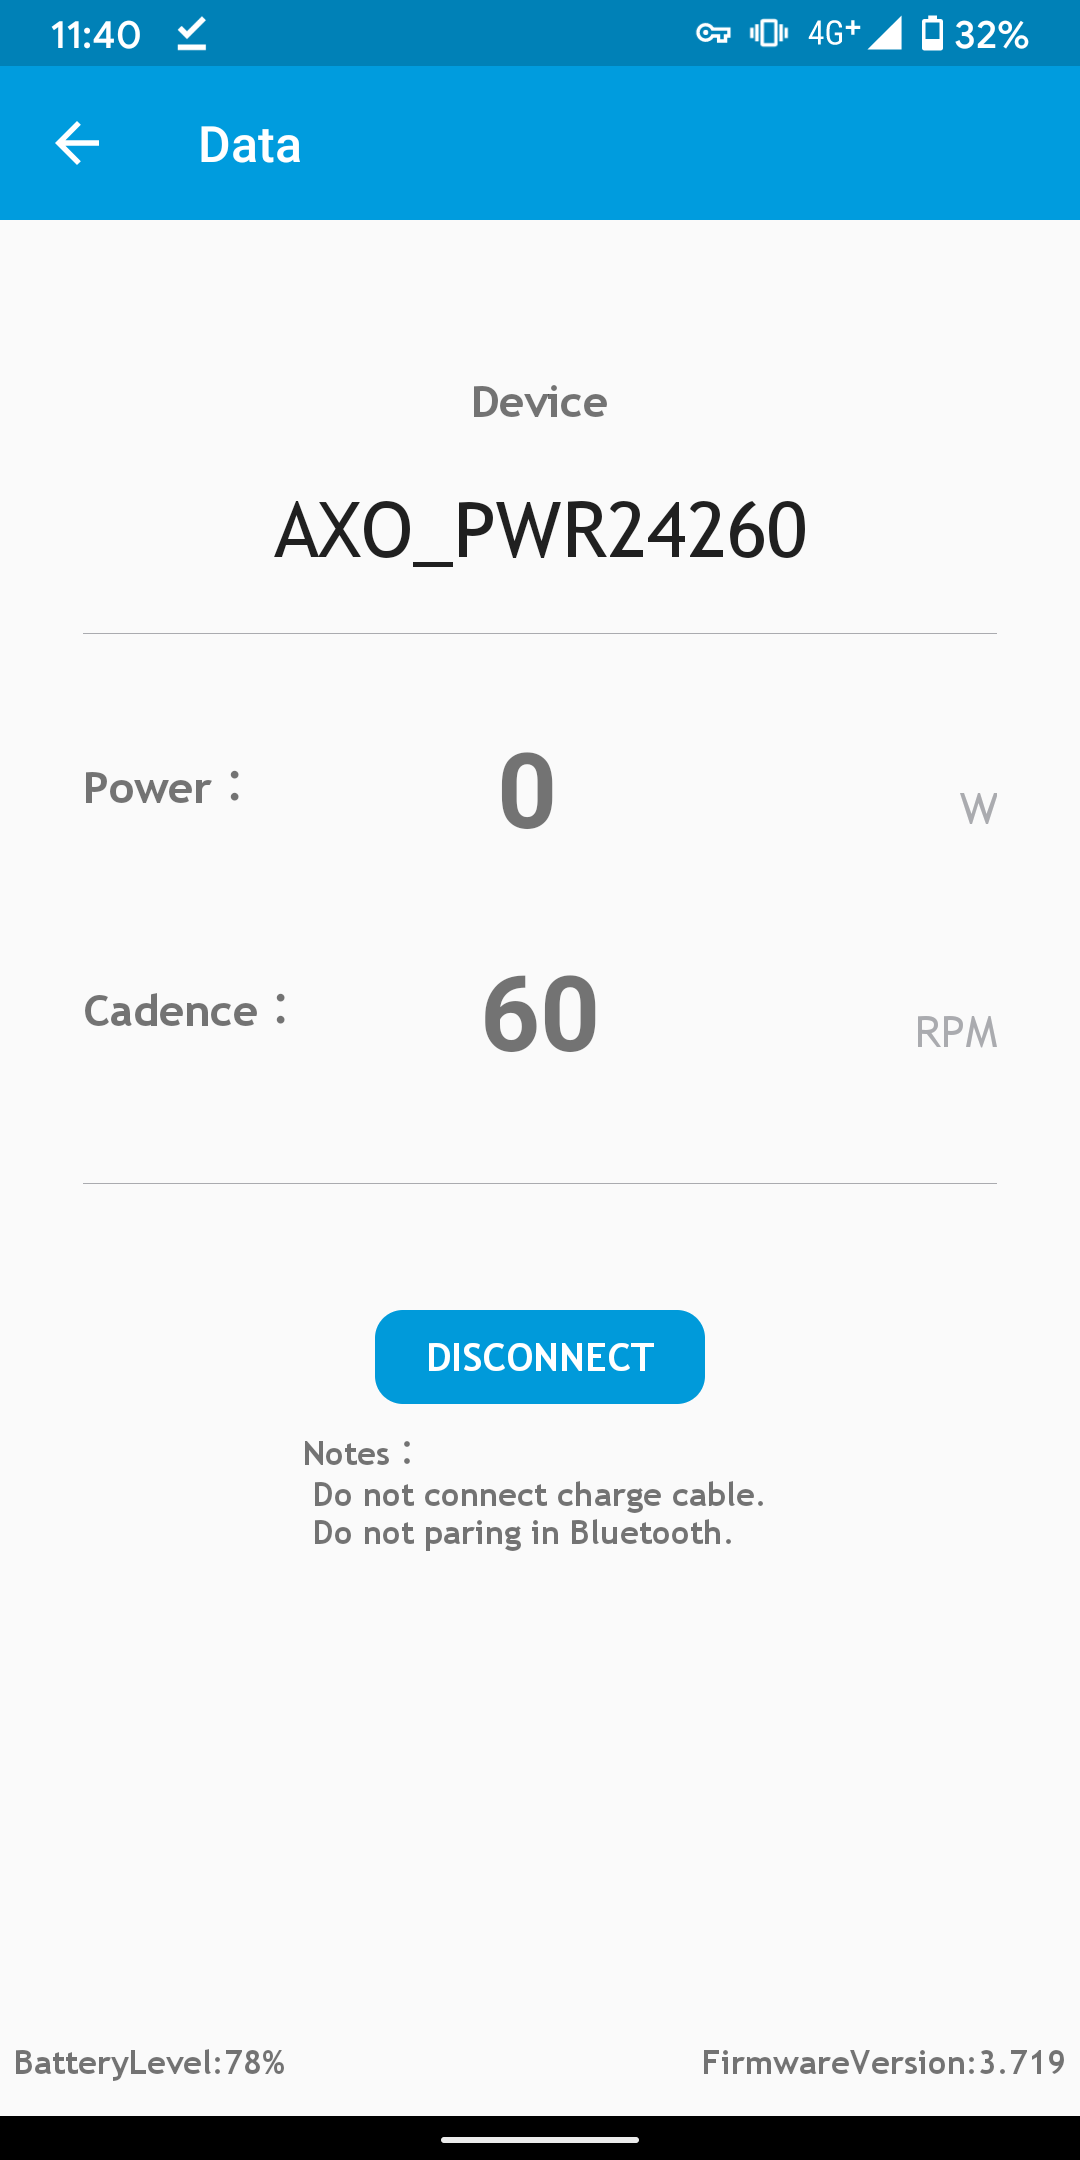 11:40 4G+ 32%
Data
Device
AXO_PWR24260
Power： 0 W
Cadence： 60 RPM
DISCONNECT
Notes：
Do not connect charge cable.
Do not paring in Bluetooth.
BatteryLevel:78% FirmwareVersion:3.719